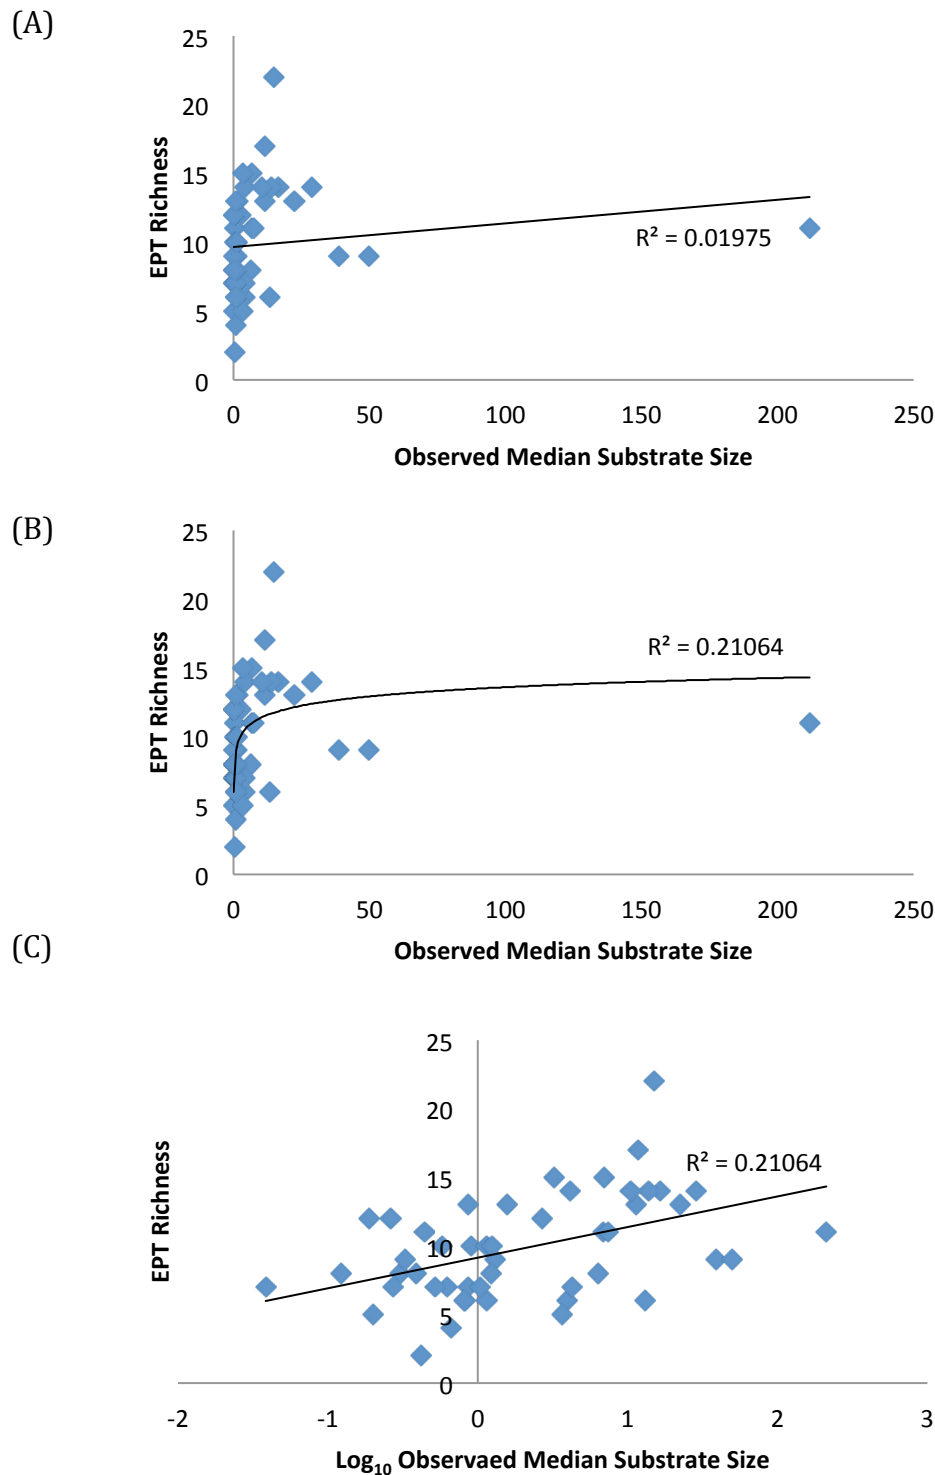 (A)
25
20
15
10
5
0
EPT Richness
R² = 0.01975
0 50 100 150 200 250
Observed Median Substrate Size
(B)
25
20
15
10
5
0
EPT Richness
R² = 0.21064
0 50 100 150 200 250
Observed Median Substrate Size
(C)
25
20
15
10
5
0
EPT Richness
R² = 0.21064
-2 -1 0 1 2 3
Log₁₀ Observaed Median Substrate Size